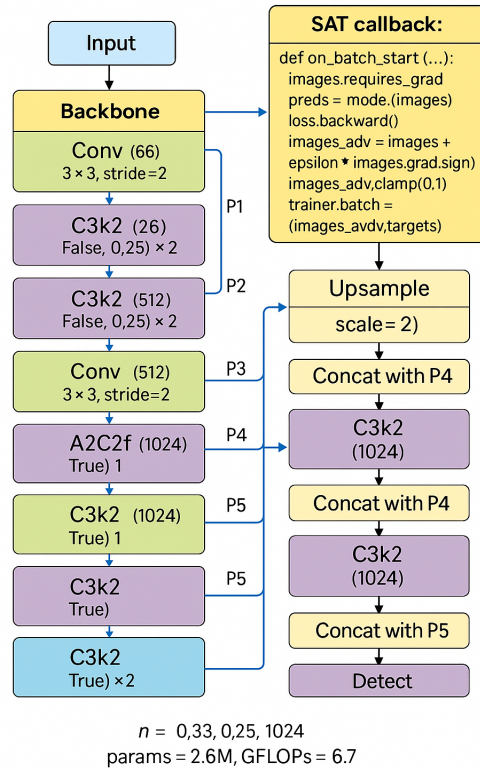 Input
Backbone
Conv (66)
3 × 3, stride=2
C3k2 (26)
False, 0,25) × 2
C3k2 (512)
False, 0,25) × 2
Conv (512)
3 × 3, stride=2
A2C2f (1024)
True) 1
C3k2 (1024)
True) 1
C3k2
True)
C3k2
True) ×2
P1
P2
P3
P4
P5
P5
SAT callback:
def on_batch_start (...):
images.requires_grad
preds = mode.(images)
loss.backward()
images_adv = images +
epsilon * images.grad.sign)
images_adv,clamp(0,1)
trainer.batch =
(images_avdv,targets)
Upsample
scale = 2)
Concat with P4
C3k2
(1024)
Concat with P4
C3k2
(1024)
Concat with P5
Detect
n = 0,33, 0,25, 1024
params = 2.6M, GFLOPs = 6.7